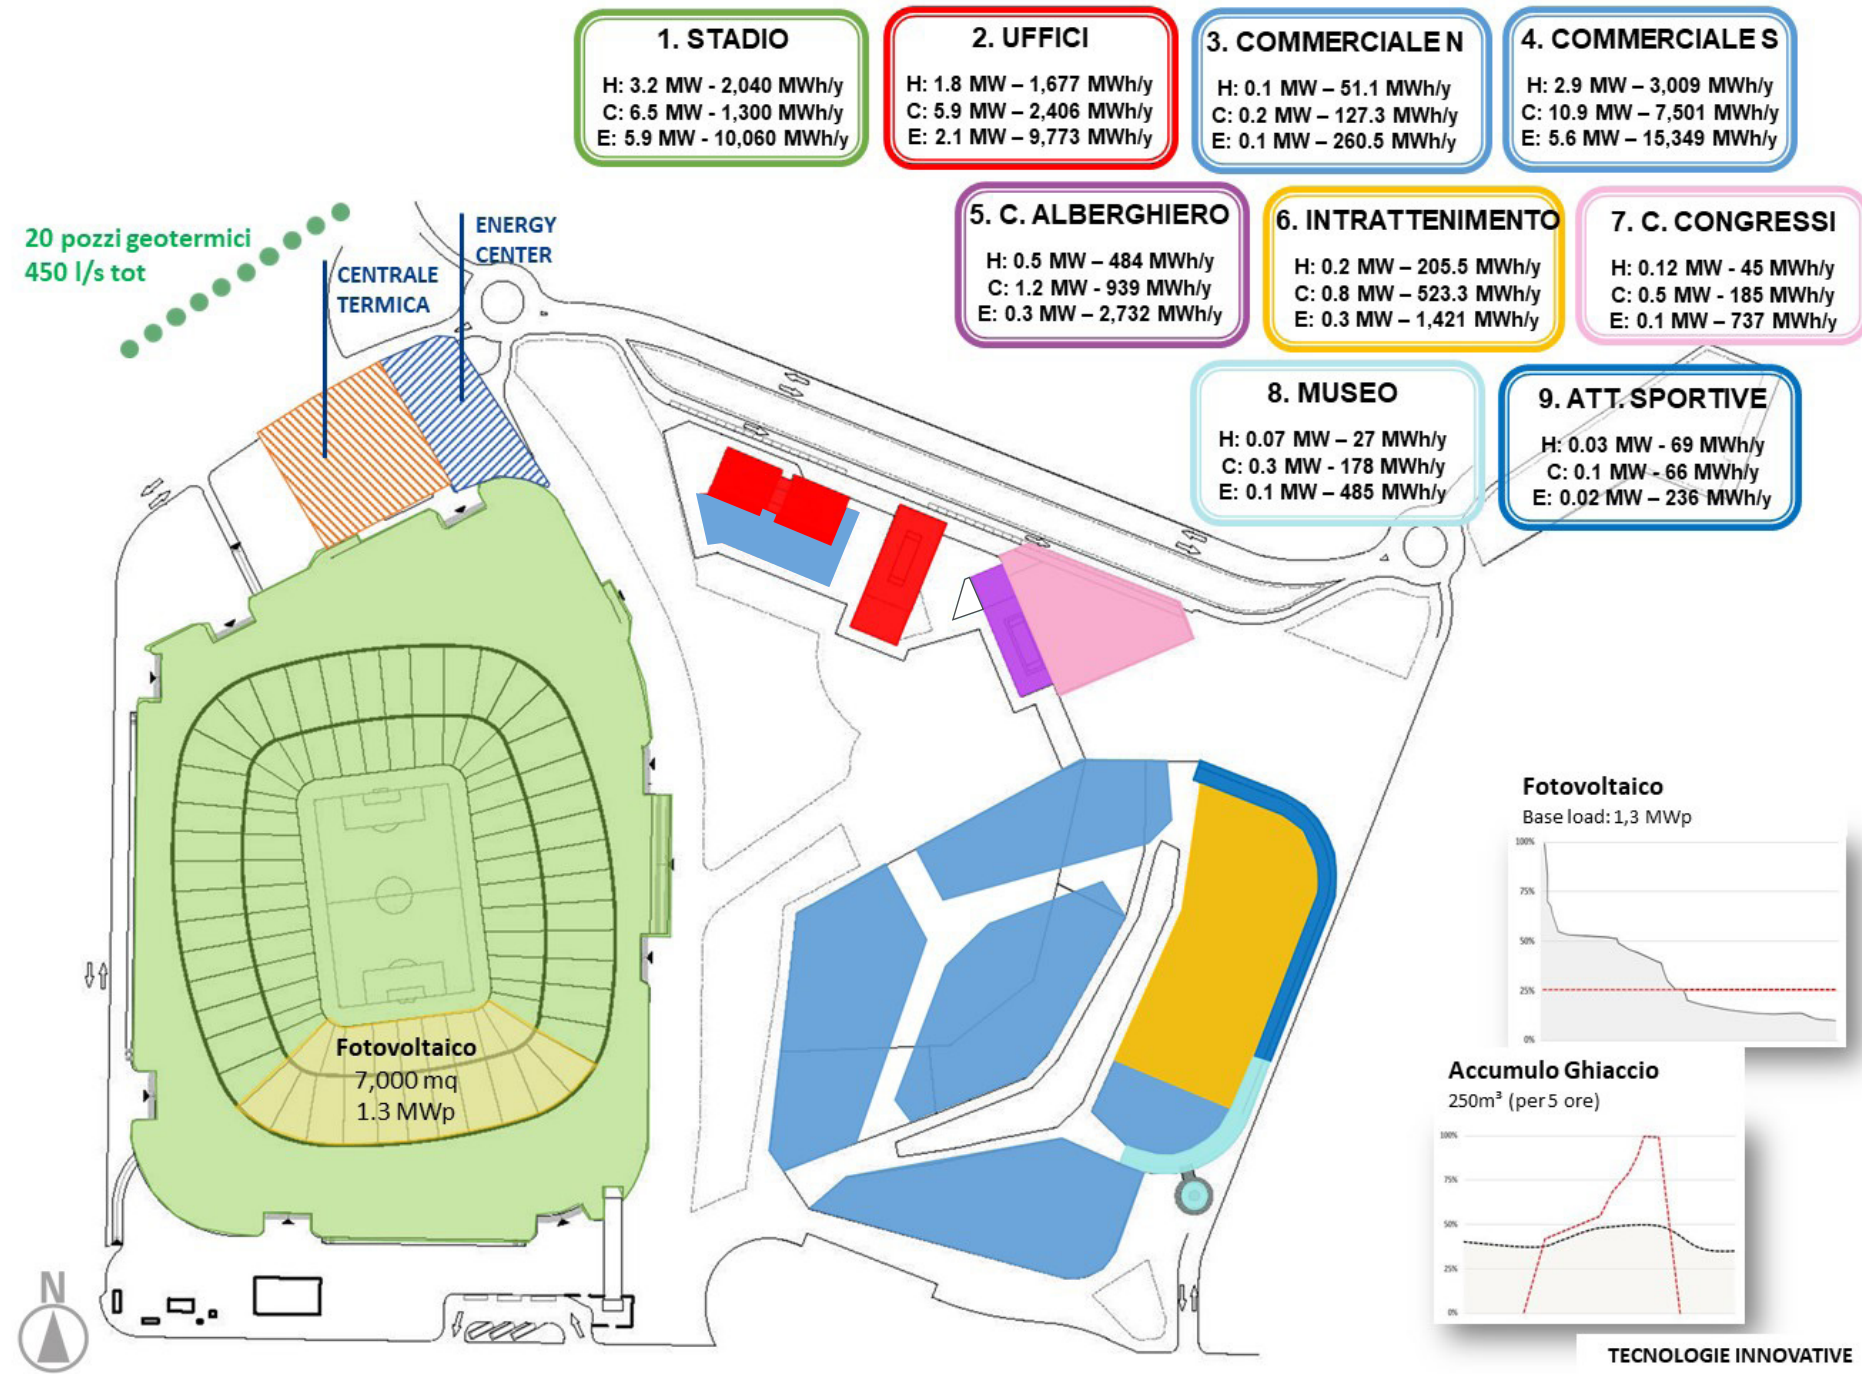 1. STADIO
H: 3.2 MW - 2,040 MWh/y
C: 6.5 MW - 1,300 MWh/y
E: 5.9 MW - 10,060 MWh/y
2. UFFICI
H: 1.8 MW – 1,677 MWh/y
C: 5.9 MW – 2,406 MWh/y
E: 2.1 MW – 9,773 MWh/y
3. COMMERCIALE N
H: 0.1 MW – 51.1 MWh/y
C: 0.2 MW – 127.3 MWh/y
E: 0.1 MW – 260.5 MWh/y
4. COMMERCIALE S
H: 2.9 MW – 3,009 MWh/y
C: 10.9 MW – 7,501 MWh/y
E: 5.6 MW – 15,349 MWh/y
5. C. ALBERGHIERO
H: 0.5 MW – 484 MWh/y
C: 1.2 MW - 939 MWh/y
E: 0.3 MW – 2,732 MWh/y
6. INTRATTENIMENTO
H: 0.2 MW – 205.5 MWh/y
C: 0.8 MW – 523.3 MWh/y
E: 0.3 MW – 1,421 MWh/y
7. C. CONGRESSI
H: 0.12 MW - 45 MWh/y
C: 0.5 MW - 185 MWh/y
E: 0.1 MW – 737 MWh/y
8. MUSEO
H: 0.07 MW – 27 MWh/y
C: 0.3 MW - 178 MWh/y
E: 0.1 MW – 485 MWh/y
9. ATT. SPORTIVE
H: 0.03 MW - 69 MWh/y
C: 0.1 MW - 66 MWh/y
E: 0.02 MW – 236 MWh/y
20 pozzi geotermici
450 l/s tot
ENERGY
CENTER
CENTRALE
TERMICA
Fotovoltaico
7,000 mq
1.3 MWp
Fotovoltaico
Base load: 1,3 MWp
100%
75%
50%
25%
0%
Accumulo Ghiaccio
250m³ (per 5 ore)
100%
75%
50%
25%
0%
N
TECNOLOGIE INNOVATIVE